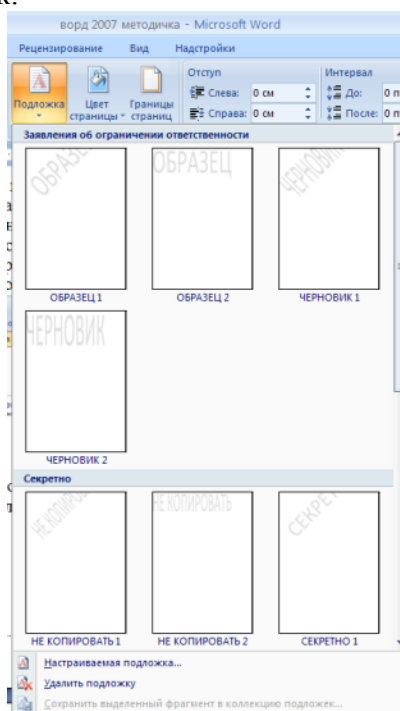 ворд 2007 методичка - Microsoft Word
Рецензирование Вид Надстройки
Отступ Интервал
Подложка Цвет страницы Границы страниц
Слева: 0 см До: 0 п
Справа: 0 см После: 0 п
Заявления об ограничении ответственности
ОБРАЗЕЦ ОБРАЗЕЦ ЧЕРНОВИК
ОБРАЗЕЦ 1 ОБРАЗЕЦ 2 ЧЕРНОВИК 1
ЧЕРНОВИК
ЧЕРНОВИК 2
Секретно
НЕ КОПИРОВАТЬ НЕ КОПИРОВАТЬ СЕКРЕТ
НЕ КОПИРОВАТЬ 1 НЕ КОПИРОВАТЬ 2 СЕКРЕТНО 1
Настраиваемая подложка...
Удалить подложку
Сохранить выделенный фрагмент в коллекцию подложек...